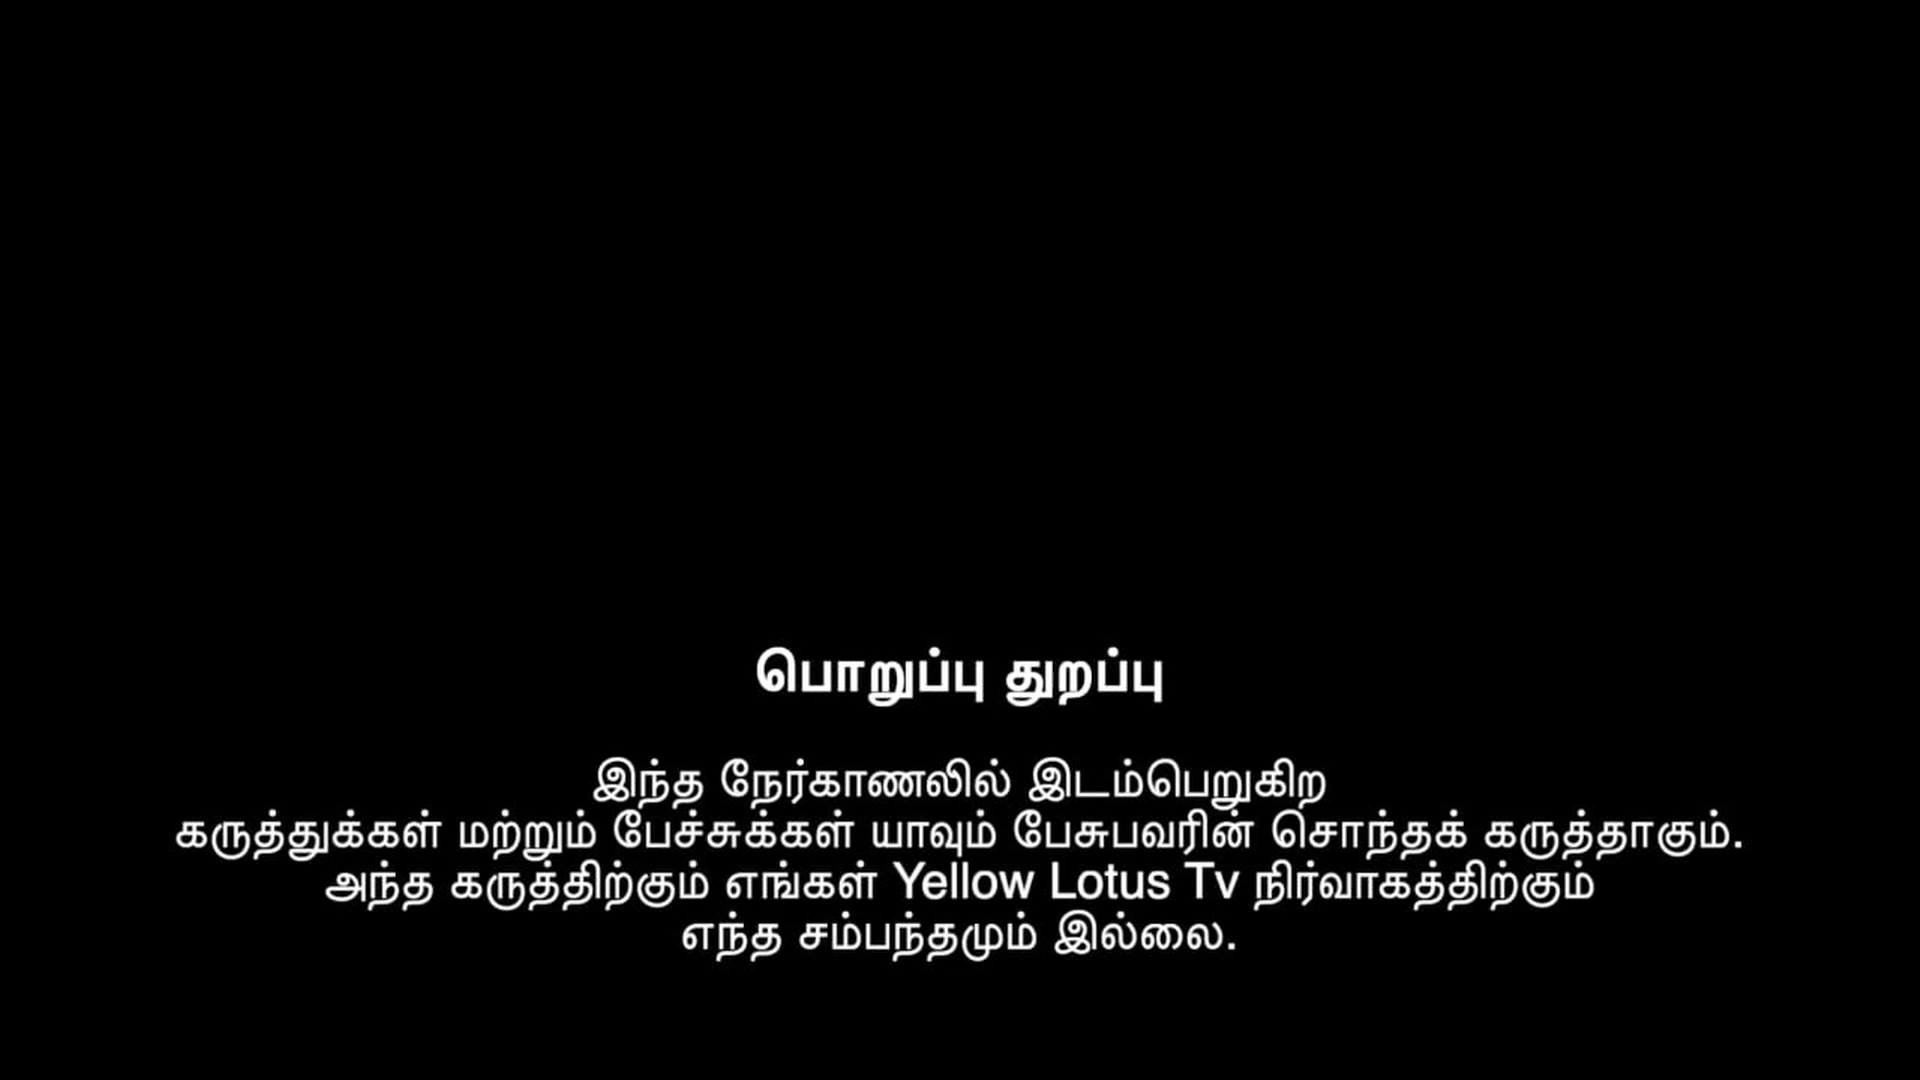 பொறுப்பு துறப்பு
இந்த நேர்காணலில் இடம்பெறுகிற
கருத்துக்கள் மற்றும் பேச்சுக்கள் யாவும் பேசுபவரின் சொந்தக் கருத்தாகும்.
அந்த கருத்திற்கும் எங்கள் Yellow Lotus Tv நிர்வாகத்திற்கும்
எந்த சம்பந்தமும் இல்லை.